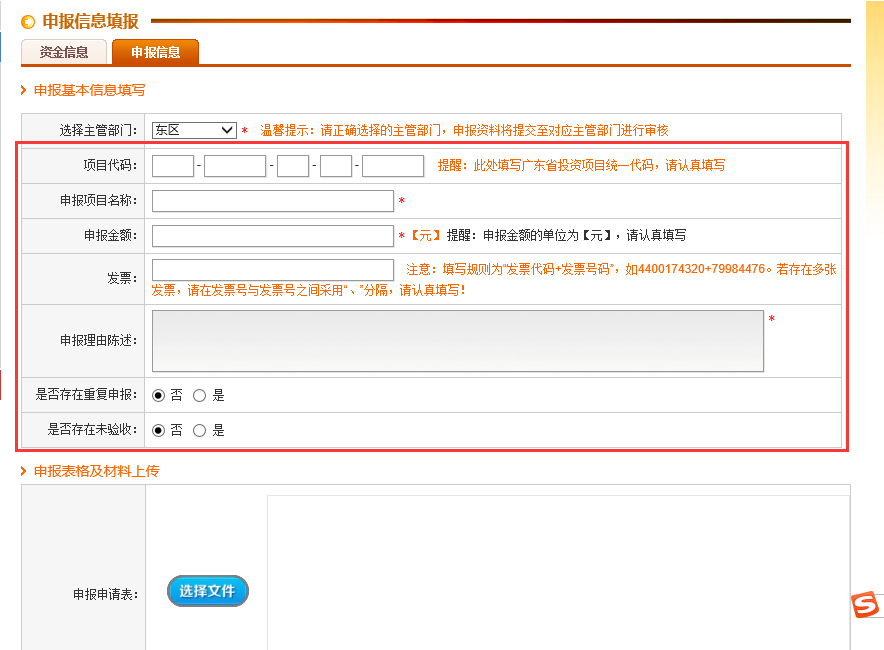 申报信息填报
资金信息 申报信息
申报基本信息填写
选择主管部门： 东区 * 温馨提示：请正确选择的主管部门，申报资料将提交至对应主管部门进行审核
项目代码： - - - - 提醒：此处填写广东省投资项目统一代码，请认真填写
申报项目名称： *
申报金额： *【元】提醒：申报金额的单位为【元】，请认真填写
发票： 注意：填写规则为“发票代码+发票号码”，如4400174320+79984476。若存在多张
发票，请在发票号与发票号之间采用“、”分隔，请认真填写！
申报理由陈述： *
是否存在重复申报： 否 是
是否存在未验收： 否 是
申报表格及材料上传
申报申请表： 选择文件
S